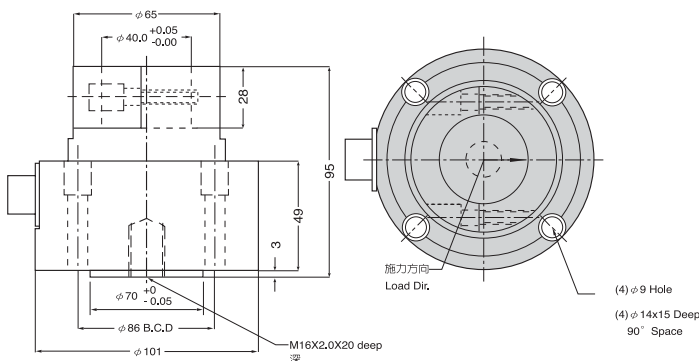 φ65
φ40.0 +0.05 -0.00
28
95
49
3
φ70 +0 -0.05
φ86 B.C.D
φ101
M16X2.0X20 deep
深
施力方向
Load Dir.
(4) φ9 Hole
(4) φ14x15 Deep
90° Space